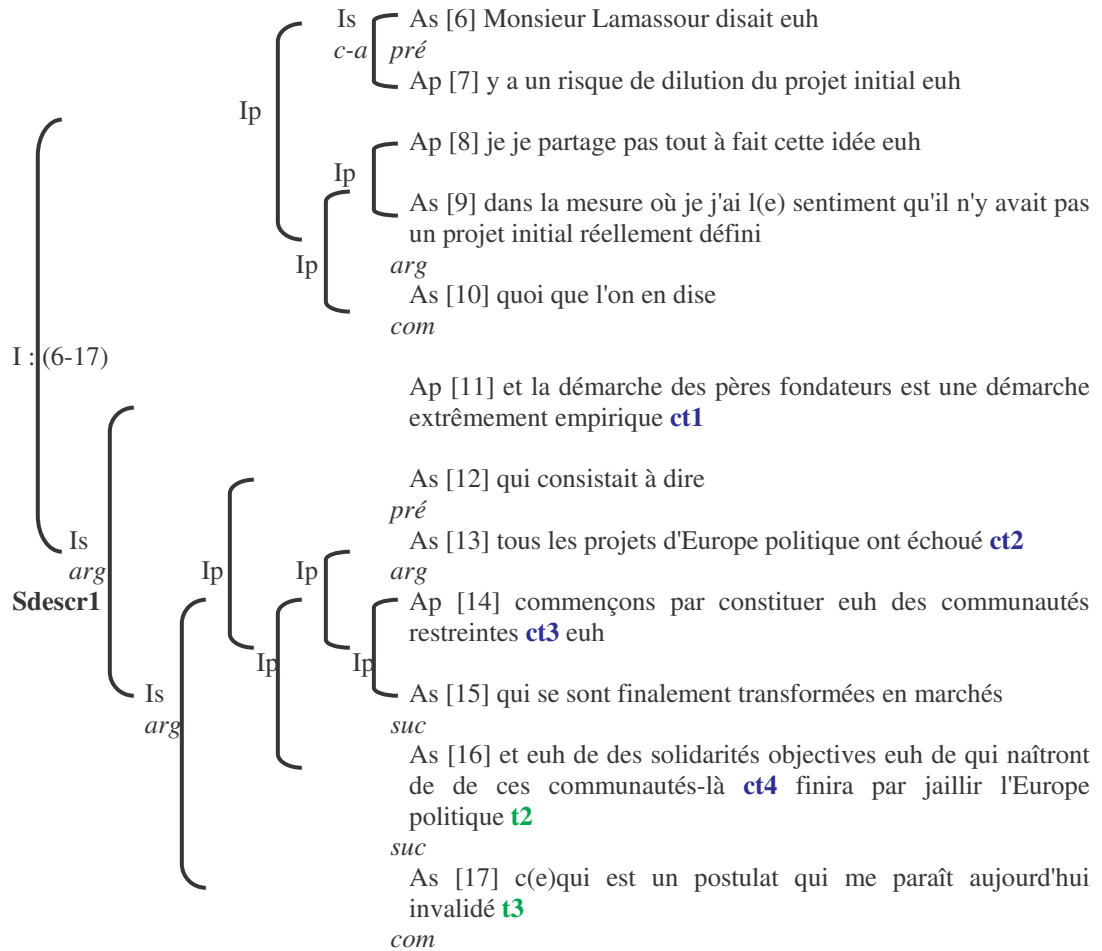 Is As [6] Monsieur Lamassour disait euh
c-a pré
Ap [7] y a un risque de dilution du projet initial euh
Ip
Ap [8] je je partage pas tout à fait cette idée euh
Ip
As [9] dans la mesure où je j'ai l(e) sentiment qu'il n'y avait pas
un projet initial réellement défini
Ip arg
As [10] quoi que l'on en dise
com
I : (6-17)
Ap [11] et la démarche des pères fondateurs est une démarche
extrêmement empirique ct1
As [12] qui consistait à dire
pré
Is As [13] tous les projets d'Europe politique ont échoué ct2
arg Ip Ip arg
Sdescr1 Ap [14] commençons par constituer euh des communautés
restreintes ct3 euh
Ip Ip
Is As [15] qui se sont finalement transformées en marchés
arg suc
As [16] et euh de des solidarités objectives euh de qui naîtront
de de ces communautés-là ct4 finira par jaillir l'Europe
politique t2
suc
As [17] c(e)qui est un postulat qui me paraît aujourd'hui
invalidé t3
com